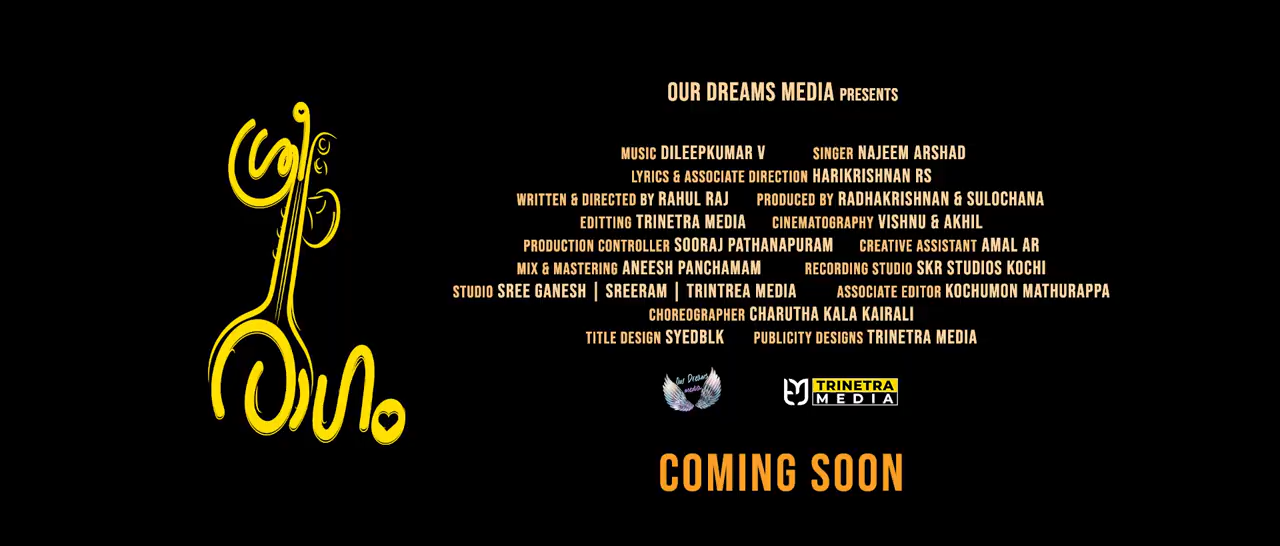 ശ്രീ
രാഗം
OUR DREAMS MEDIA PRESENTS
MUSIC DILEEPKUMAR V SINGER NAJEEM ARSHAD
LYRICS & ASSOCIATE DIRECTION HARIKRISHNAN RS
WRITTEN & DIRECTED BY RAHUL RAJ PRODUCED BY RADHAKRISHNAN & SULOCHANA
EDITTING TRINETRA MEDIA CINEMATOGRAPHY VISHNU & AKHIL
PRODUCTION CONTROLLER SOORAJ PATHANAPURAM CREATIVE ASSISTANT AMAL AR
MIX & MASTERING ANEESH PANCHAMAM RECORDING STUDIO SKR STUDIOS KOCHI
STUDIO SREE GANESH | SREERAM | TRINTREA MEDIA ASSOCIATE EDITOR KOCHUMON MATHURAPPA
CHOREOGRAPHER CHARUTHA KALA KAIRALI
TITLE DESIGN SYEDBLK PUBLICITY DESIGNS TRINETRA MEDIA
Our Dream
media
TRINETRA
MEDIA
COMING SOON